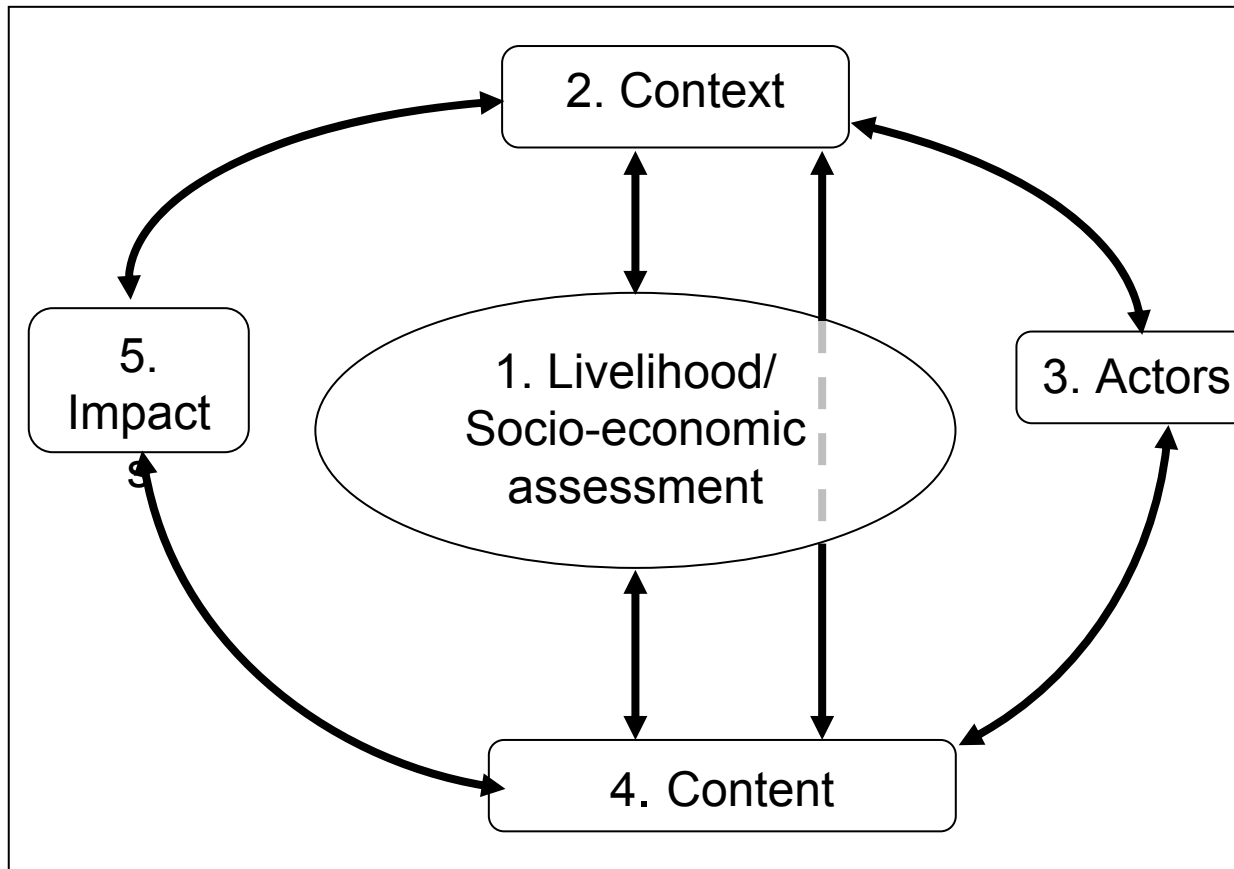 2. Context
5.
Impact
s
1. Livelihood/
Socio-economic
assessment
3. Actors
4. Content